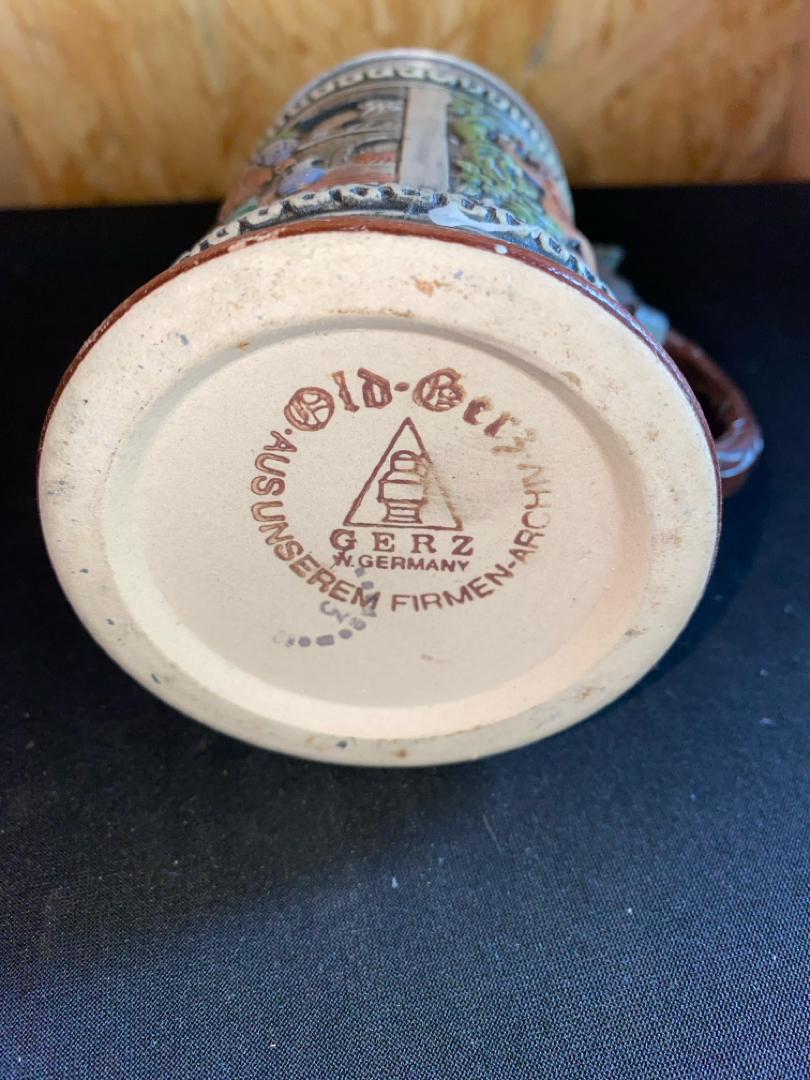 Old-Gerz
GERZ
W. GERMANY
·AUS UNSEREM FIRMEN-ARCHIV